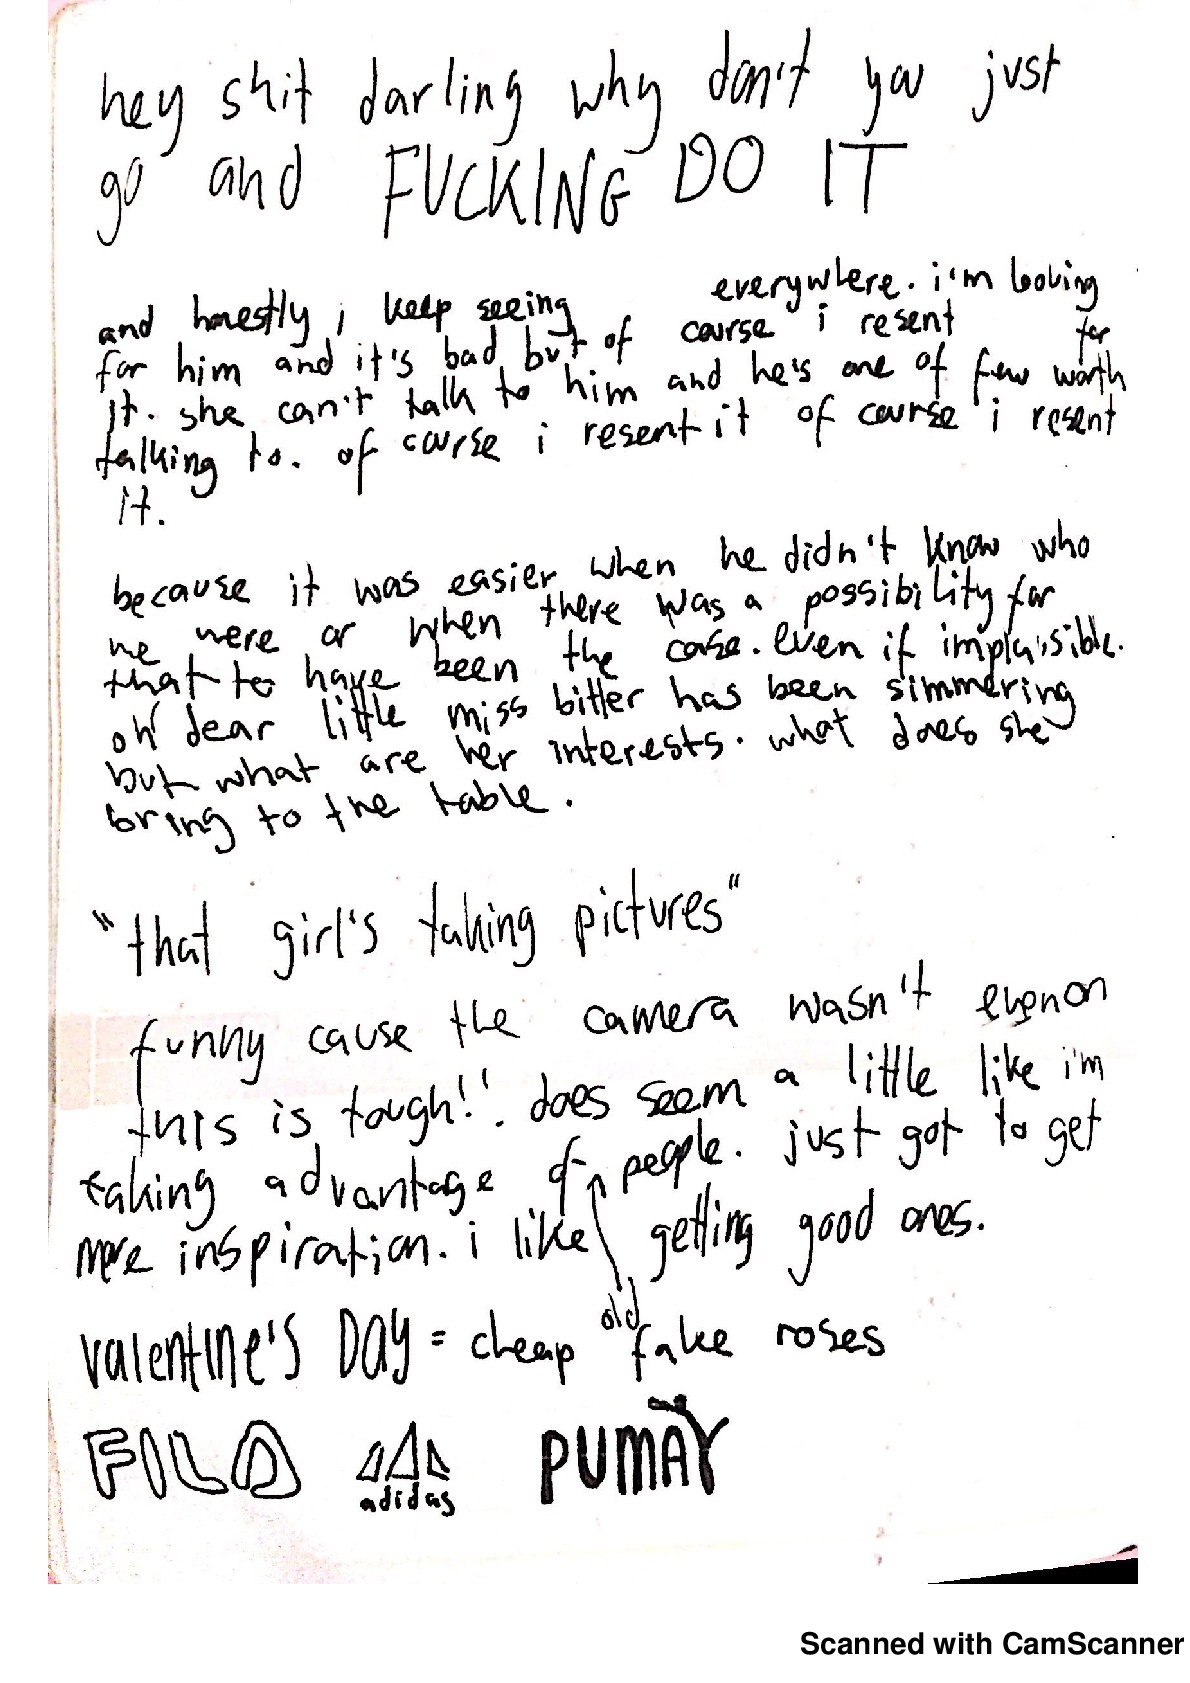 hey shit darling why don't you just
go and FUCKING DO IT
and honestly i keep seeing everywhere. i'm looking
for him and it's bad but of course i resent for
it. she can't talk to him and he's one of few worth
talking to. of course i resent it of course i resent
it.
because it was easier when he didn't know who
we were or when there was a possibility for
that to have been the case. even if implausible.
oh dear little miss bitter has been simmering
but what are her interests. what does she
bring to the table.
"that girl's taking pictures"
funny cause the camera wasn't even on
this is tough!!. does seem a little like i'm
taking advantage of people. just got to get
more inspiration. i like getting good ones.
old
valentine's DAY = cheap fake roses
FILA adidas PUMA
Scanned with CamScanner